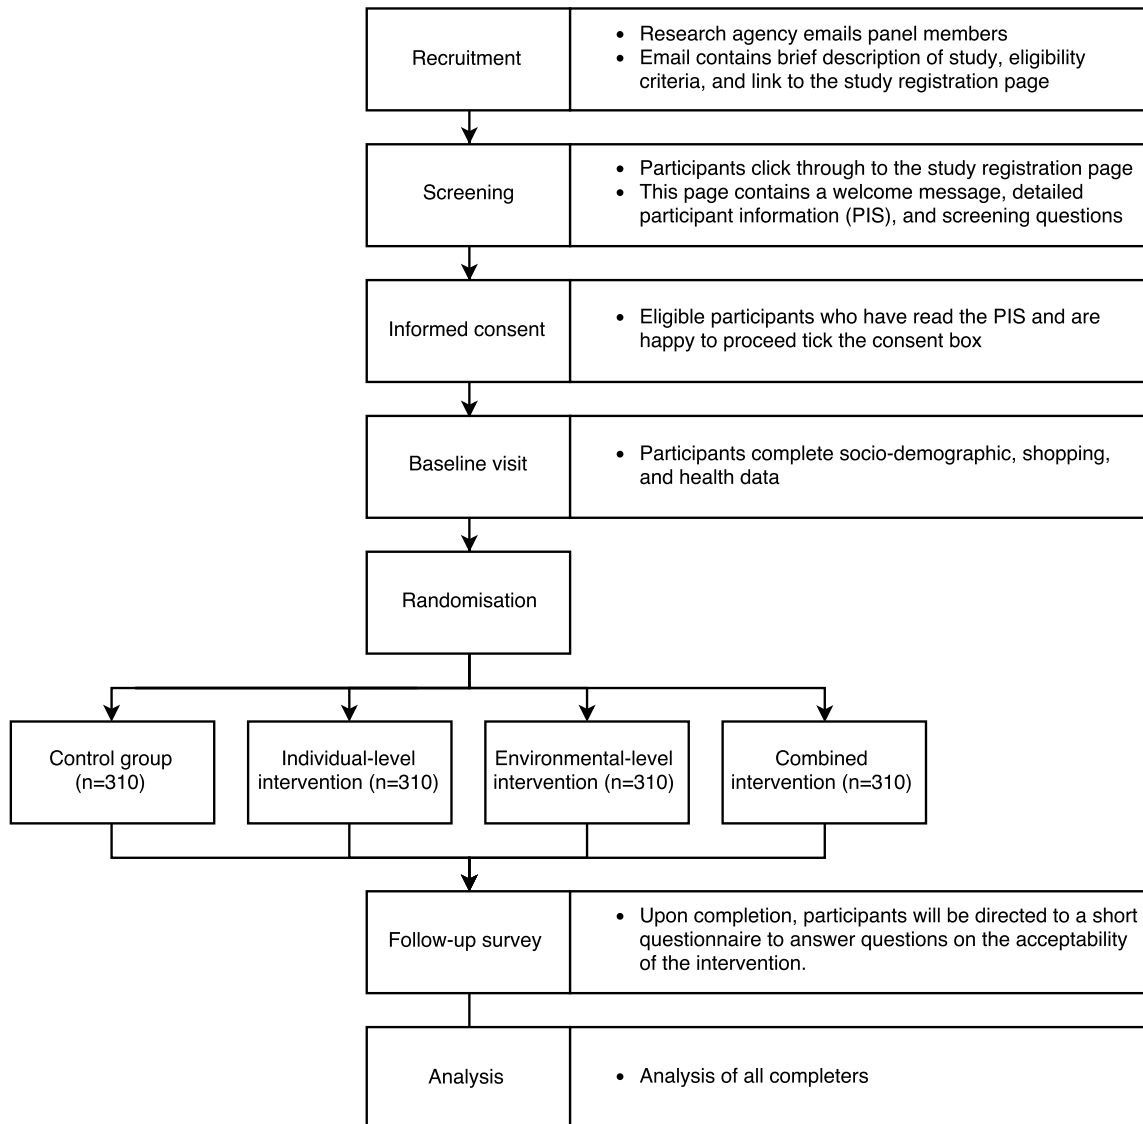 Recruitment
• Research agency emails panel members
• Email contains brief description of study, eligibility
criteria, and link to the study registration page
Screening
• Participants click through to the study registration page
• This page contains a welcome message, detailed
participant information (PIS), and screening questions
Informed consent
• Eligible participants who have read the PIS and are
happy to proceed tick the consent box
Baseline visit
• Participants complete socio-demographic, shopping,
and health data
Randomisation
Control group
(n=310)
Individual-level
intervention (n=310)
Environmental-level
intervention (n=310)
Combined
intervention (n=310)
Follow-up survey
• Upon completion, participants will be directed to a short
questionnaire to answer questions on the acceptability
of the intervention.
Analysis
• Analysis of all completers